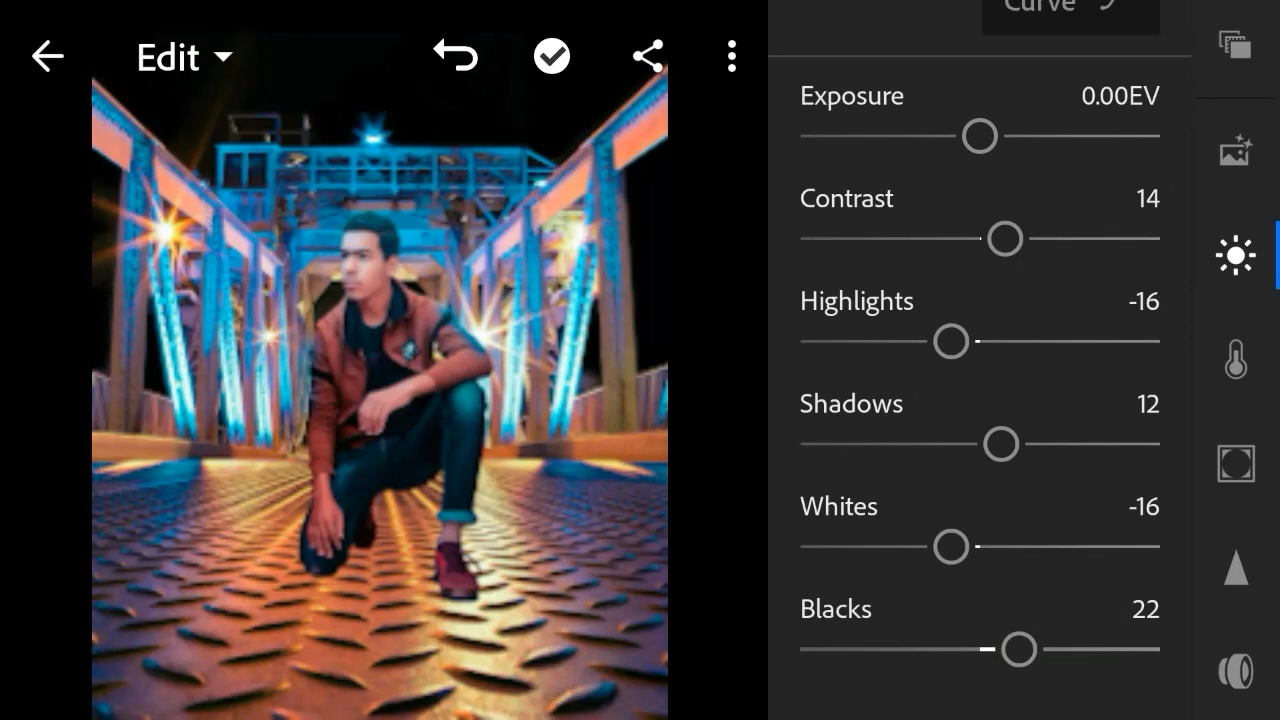 Edit
Curve
Exposure 0.00EV
Contrast 14
Highlights -16
Shadows 12
Whites -16
Blacks 22